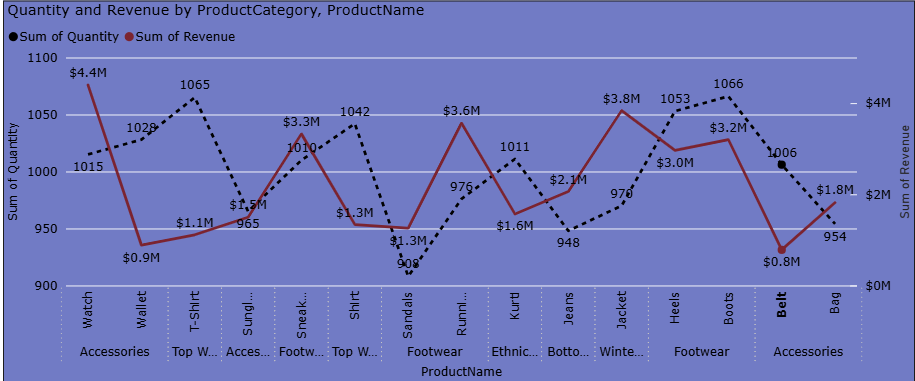 Quantity and Revenue by ProductCategory, ProductName
Sum of Quantity Sum of Revenue
1100
1050
1000
950
900
Sum of Quantity
$4M
$2M
$0M
Sum of Revenue
$4.4M
1015
1028
$0.9M
1065
$1.1M
$1.5M
965
$3.3M
1010
1042
$1.3M
$1.3M
908
$3.6M
976
1011
$1.6M
$2.1M
948
$3.8M
970
1053
$3.0M
1066
$3.2M
1006
$0.8M
$1.8M
954
Watch
Wallet
T-Shirt
Sungl...
Sneak...
Shirt
Sandals
Runni...
Kurti
Jeans
Jacket
Heels
Boots
Belt
Bag
Accessories Top W... Acces... Footw... Top W... Footwear Ethnic... Botto... Winte... Footwear Accessories
ProductName